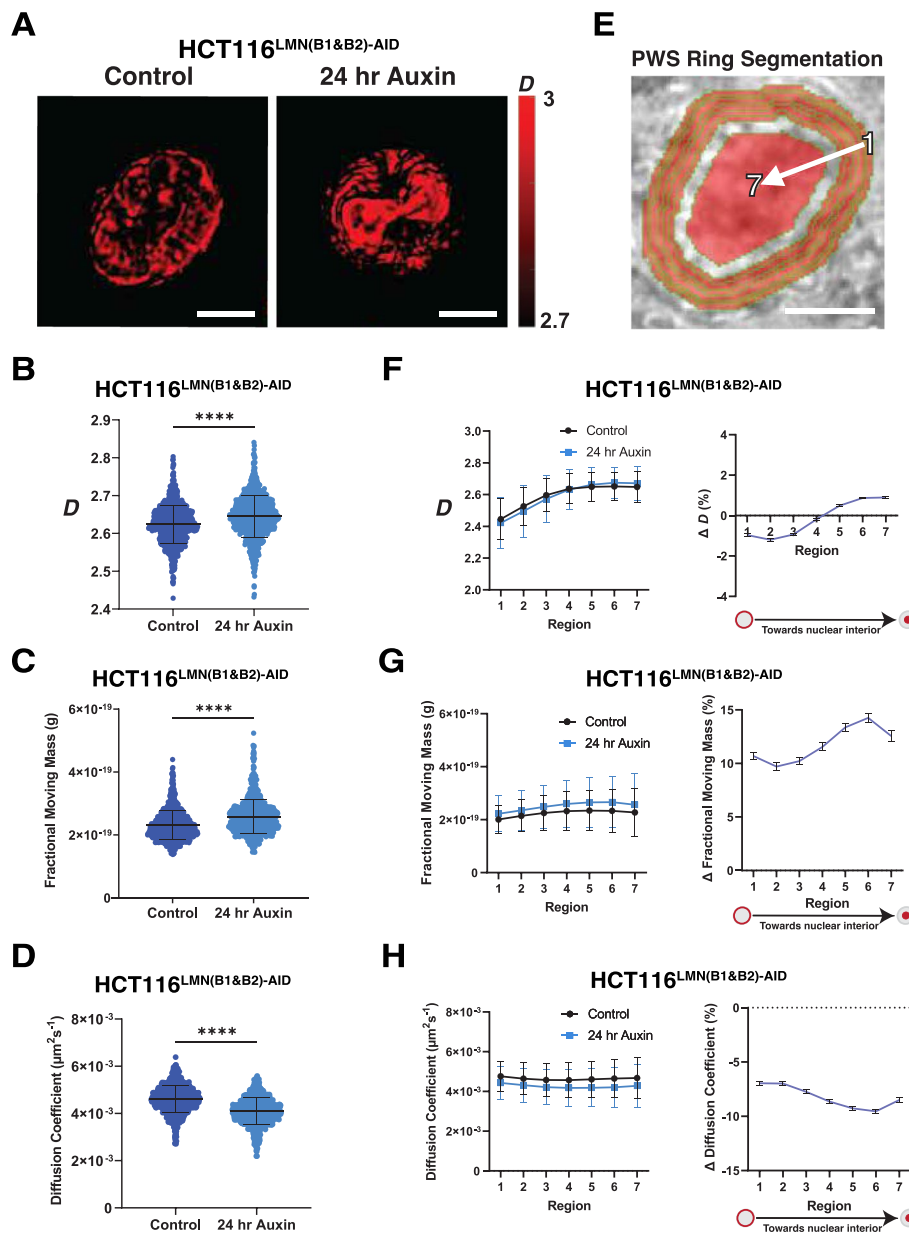 A
HCT116LMN(B1&B2)-AID
Control
24 hr Auxin
D
3
2.7
E
PWS Ring Segmentation
1
7
B
HCT116LMN(B1&B2)-AID
****
2.9
2.8
2.7
2.6
2.5
2.4
D
Control
24 hr Auxin
F
HCT116LMN(B1&B2)-AID
Control
24 hr Auxin
3.0
2.8
2.6
2.4
2.2
2.0
D
1 2 3 4 5 6 7
Region
4
2
0
-2
-4
Δ D (%)
1 2 3 4 5 6 7
Region
Towards nuclear interior
C
HCT116LMN(B1&B2)-AID
****
6×10-19
4×10-19
2×10-19
0
Fractional Moving Mass (g)
Control
24 hr Auxin
G
HCT116LMN(B1&B2)-AID
Control
24 hr Auxin
6×10-19
4×10-19
2×10-19
0
Fractional Moving Mass (g)
1 2 3 4 5 6 7
Region
15
10
5
0
Δ Fractional Moving Mass (%)
1 2 3 4 5 6 7
Region
Towards nuclear interior
D
HCT116LMN(B1&B2)-AID
****
8×10-3
6×10-3
4×10-3
2×10-3
0
Diffusion Coefficient (μm2s-1)
Control
24 hr Auxin
H
HCT116LMN(B1&B2)-AID
Control
24 hr Auxin
8×10-3
6×10-3
4×10-3
2×10-3
0
Diffusion Coefficient (μm2s-1)
1 2 3 4 5 6 7
Region
0
-5
-10
-15
Δ Diffusion Coefficient (%)
1 2 3 4 5 6 7
Region
Towards nuclear interior